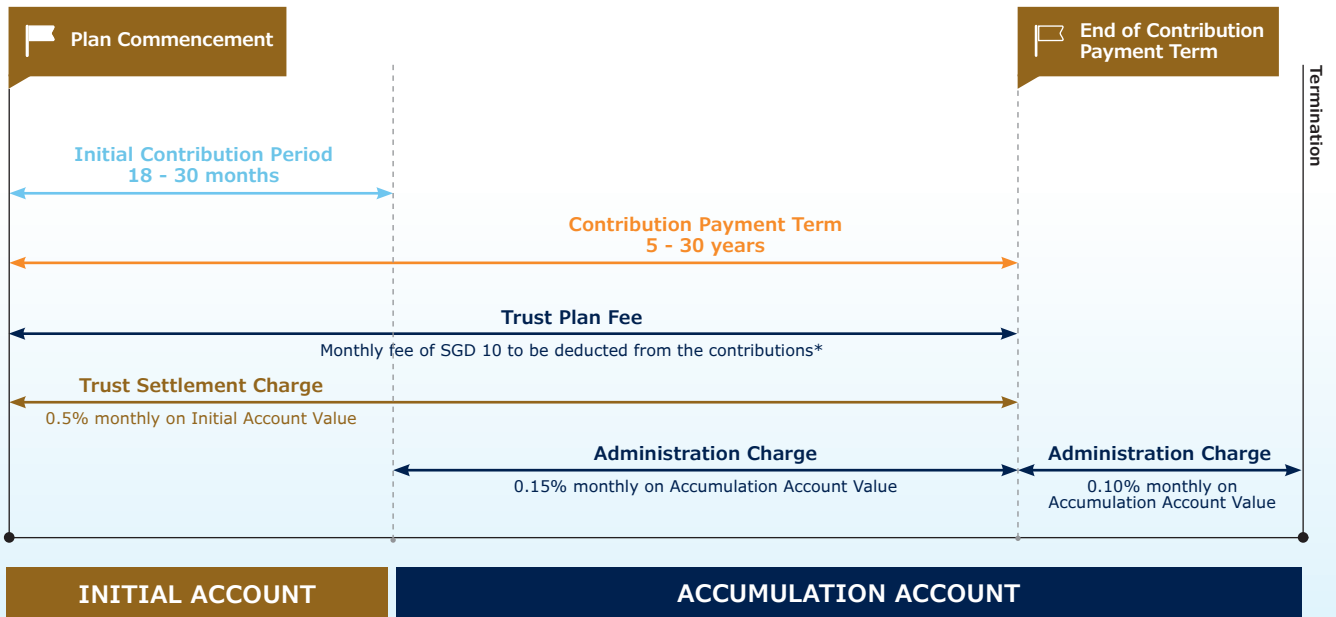 Plan Commencement
End of Contribution
Payment Term
Termination
Initial Contribution Period
18 - 30 months
Contribution Payment Term
5 - 30 years
Trust Plan Fee
Monthly fee of SGD 10 to be deducted from the contributions*
Trust Settlement Charge
0.5% monthly on Initial Account Value
Administration Charge
0.15% monthly on Accumulation Account Value
Administration Charge
0.10% monthly on
Accumulation Account Value
INITIAL ACCOUNT
ACCUMULATION ACCOUNT